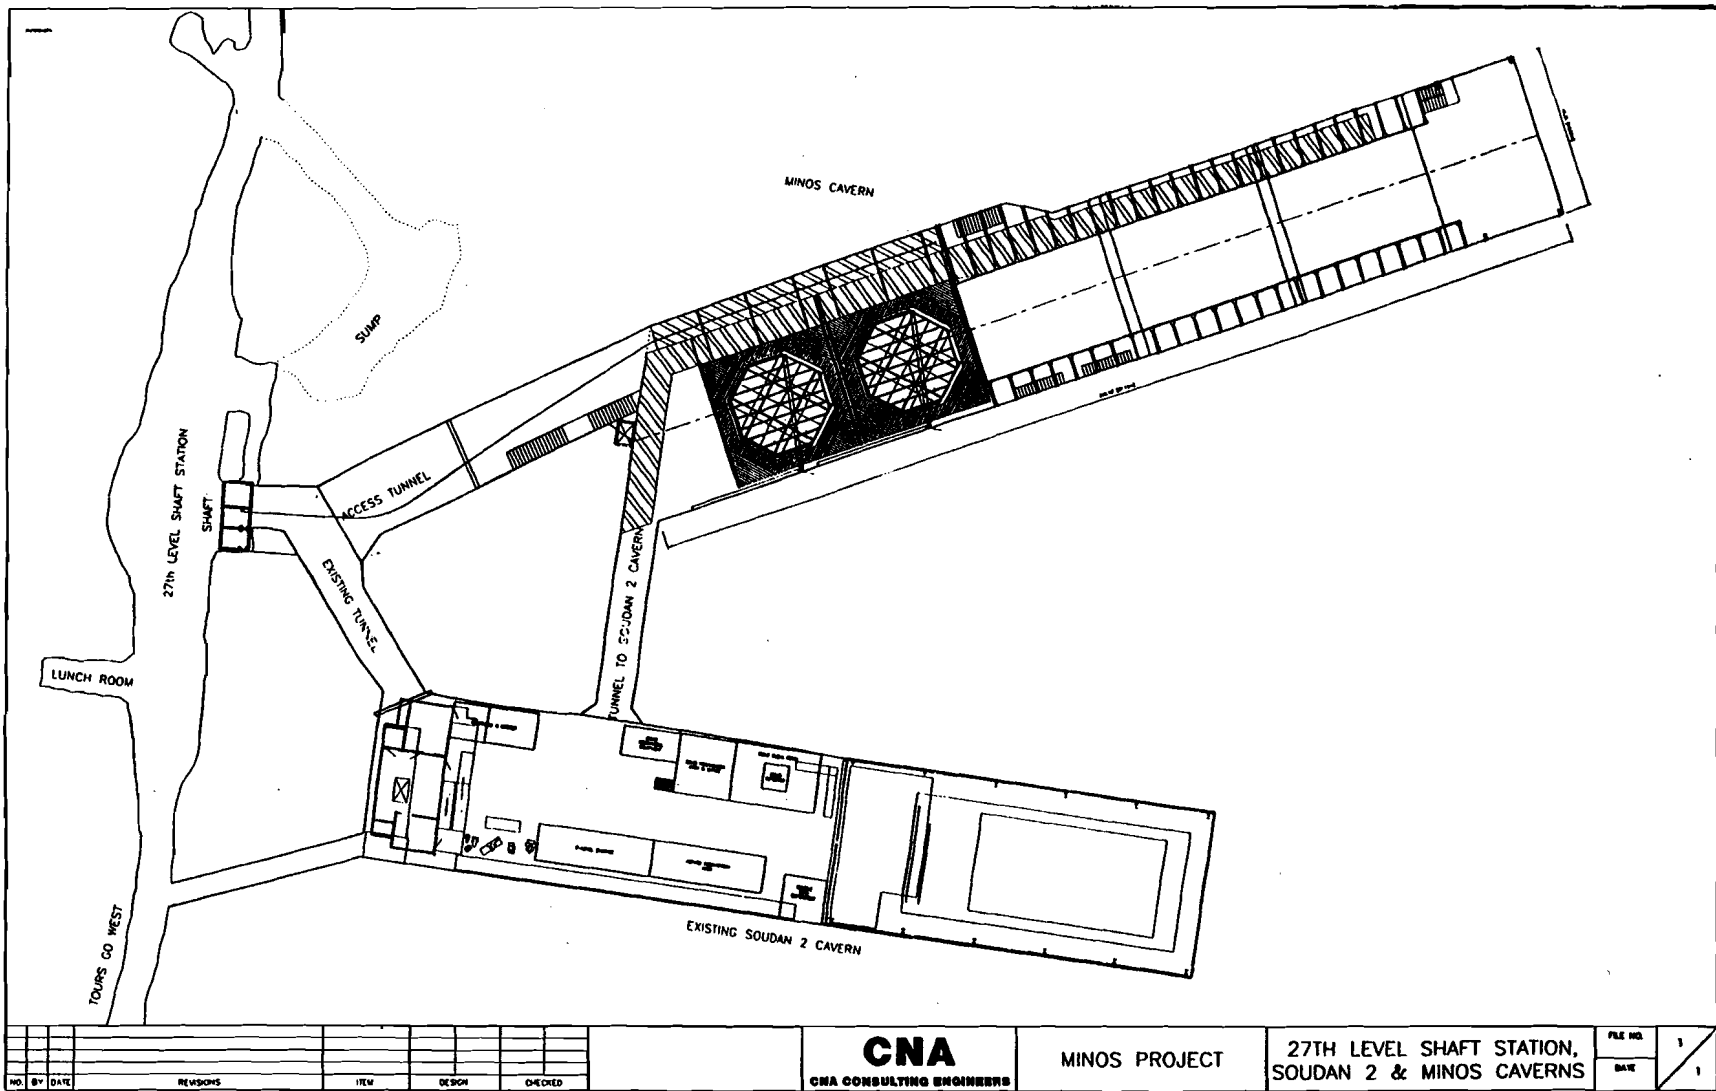 MINOS CAVERN
SUMP
27th LEVEL SHAFT STATION
SHAFT
ACCESS TUNNEL
EXISTING TUNNEL
TUNNEL TO SOUDAN 2 CAVERN
LUNCH ROOM
TOURS GO WEST
EXISTING SOUDAN 2 CAVERN
NO. BY DATE REVISIONS ITEM DESIGN CHECKED
CNA
CNA CONSULTING ENGINEERS
MINOS PROJECT
27TH LEVEL SHAFT STATION,
SOUDAN 2 & MINOS CAVERNS
FILE NO.
DATE
1
1